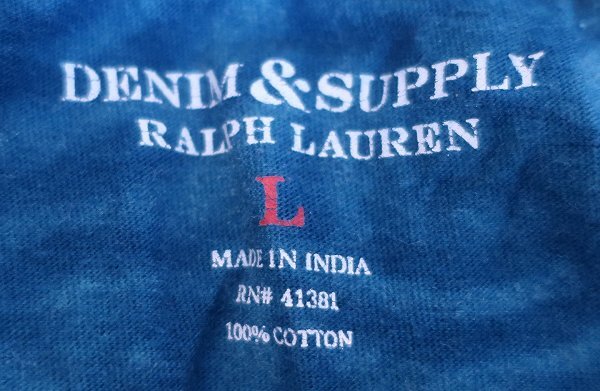 DENIM & SUPPLY
RALPH LAUREN
L
MADE IN INDIA
RN# 41381
100% COTTON